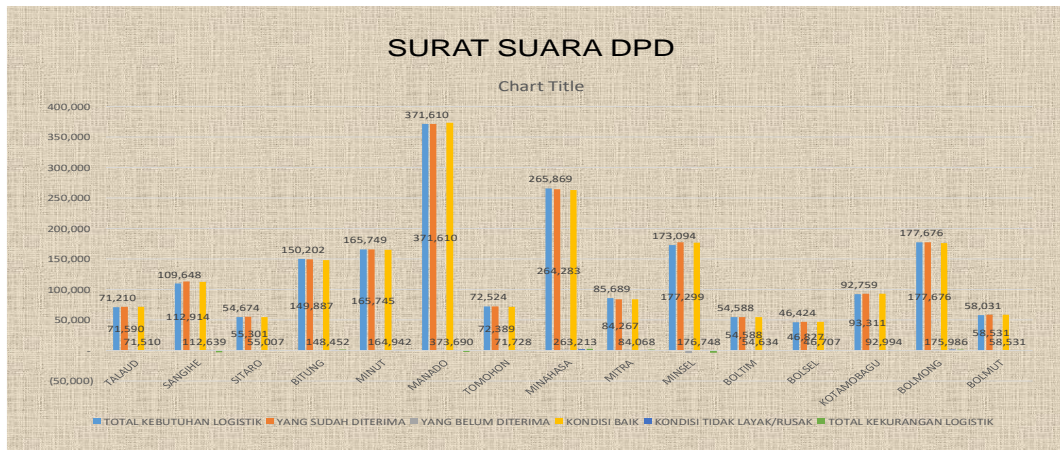 SURAT SUARA DPD
Chart Title
400,000
350,000
300,000
250,000
200,000
150,000
100,000
50,000
-
(50,000)
371,610
265,869
177,676
173,094
165,749
150,202
109,648
92,759
85,689
72,524
71,210
54,674
54,588
46,424
58,031
371,610
264,283
177,299
177,676
165,745
149,887
112,914
93,311
84,267
72,389
71,590
55,301
54,588
58,531
71,510
112,639
55,007
148,452
164,942
373,690
71,728
263,213
84,068
176,748
54,634
46,707
92,994
175,986
58,531
TALAUD
SANGIHE
SITARO
BITUNG
MINUT
MANADO
TOMOHON
MINAHASA
MITRA
MINSEL
BOLTIM
BOLSEL
KOTAMOBAGU
BOLMONG
BOLMUT
TOTAL KEBUTUHAN LOGISTIK
YANG SUDAH DITERIMA
YANG BELUM DITERIMA
KONDISI BAIK
KONDISI TIDAK LAYAK/RUSAK
TOTAL KEKURANGAN LOGISTIK